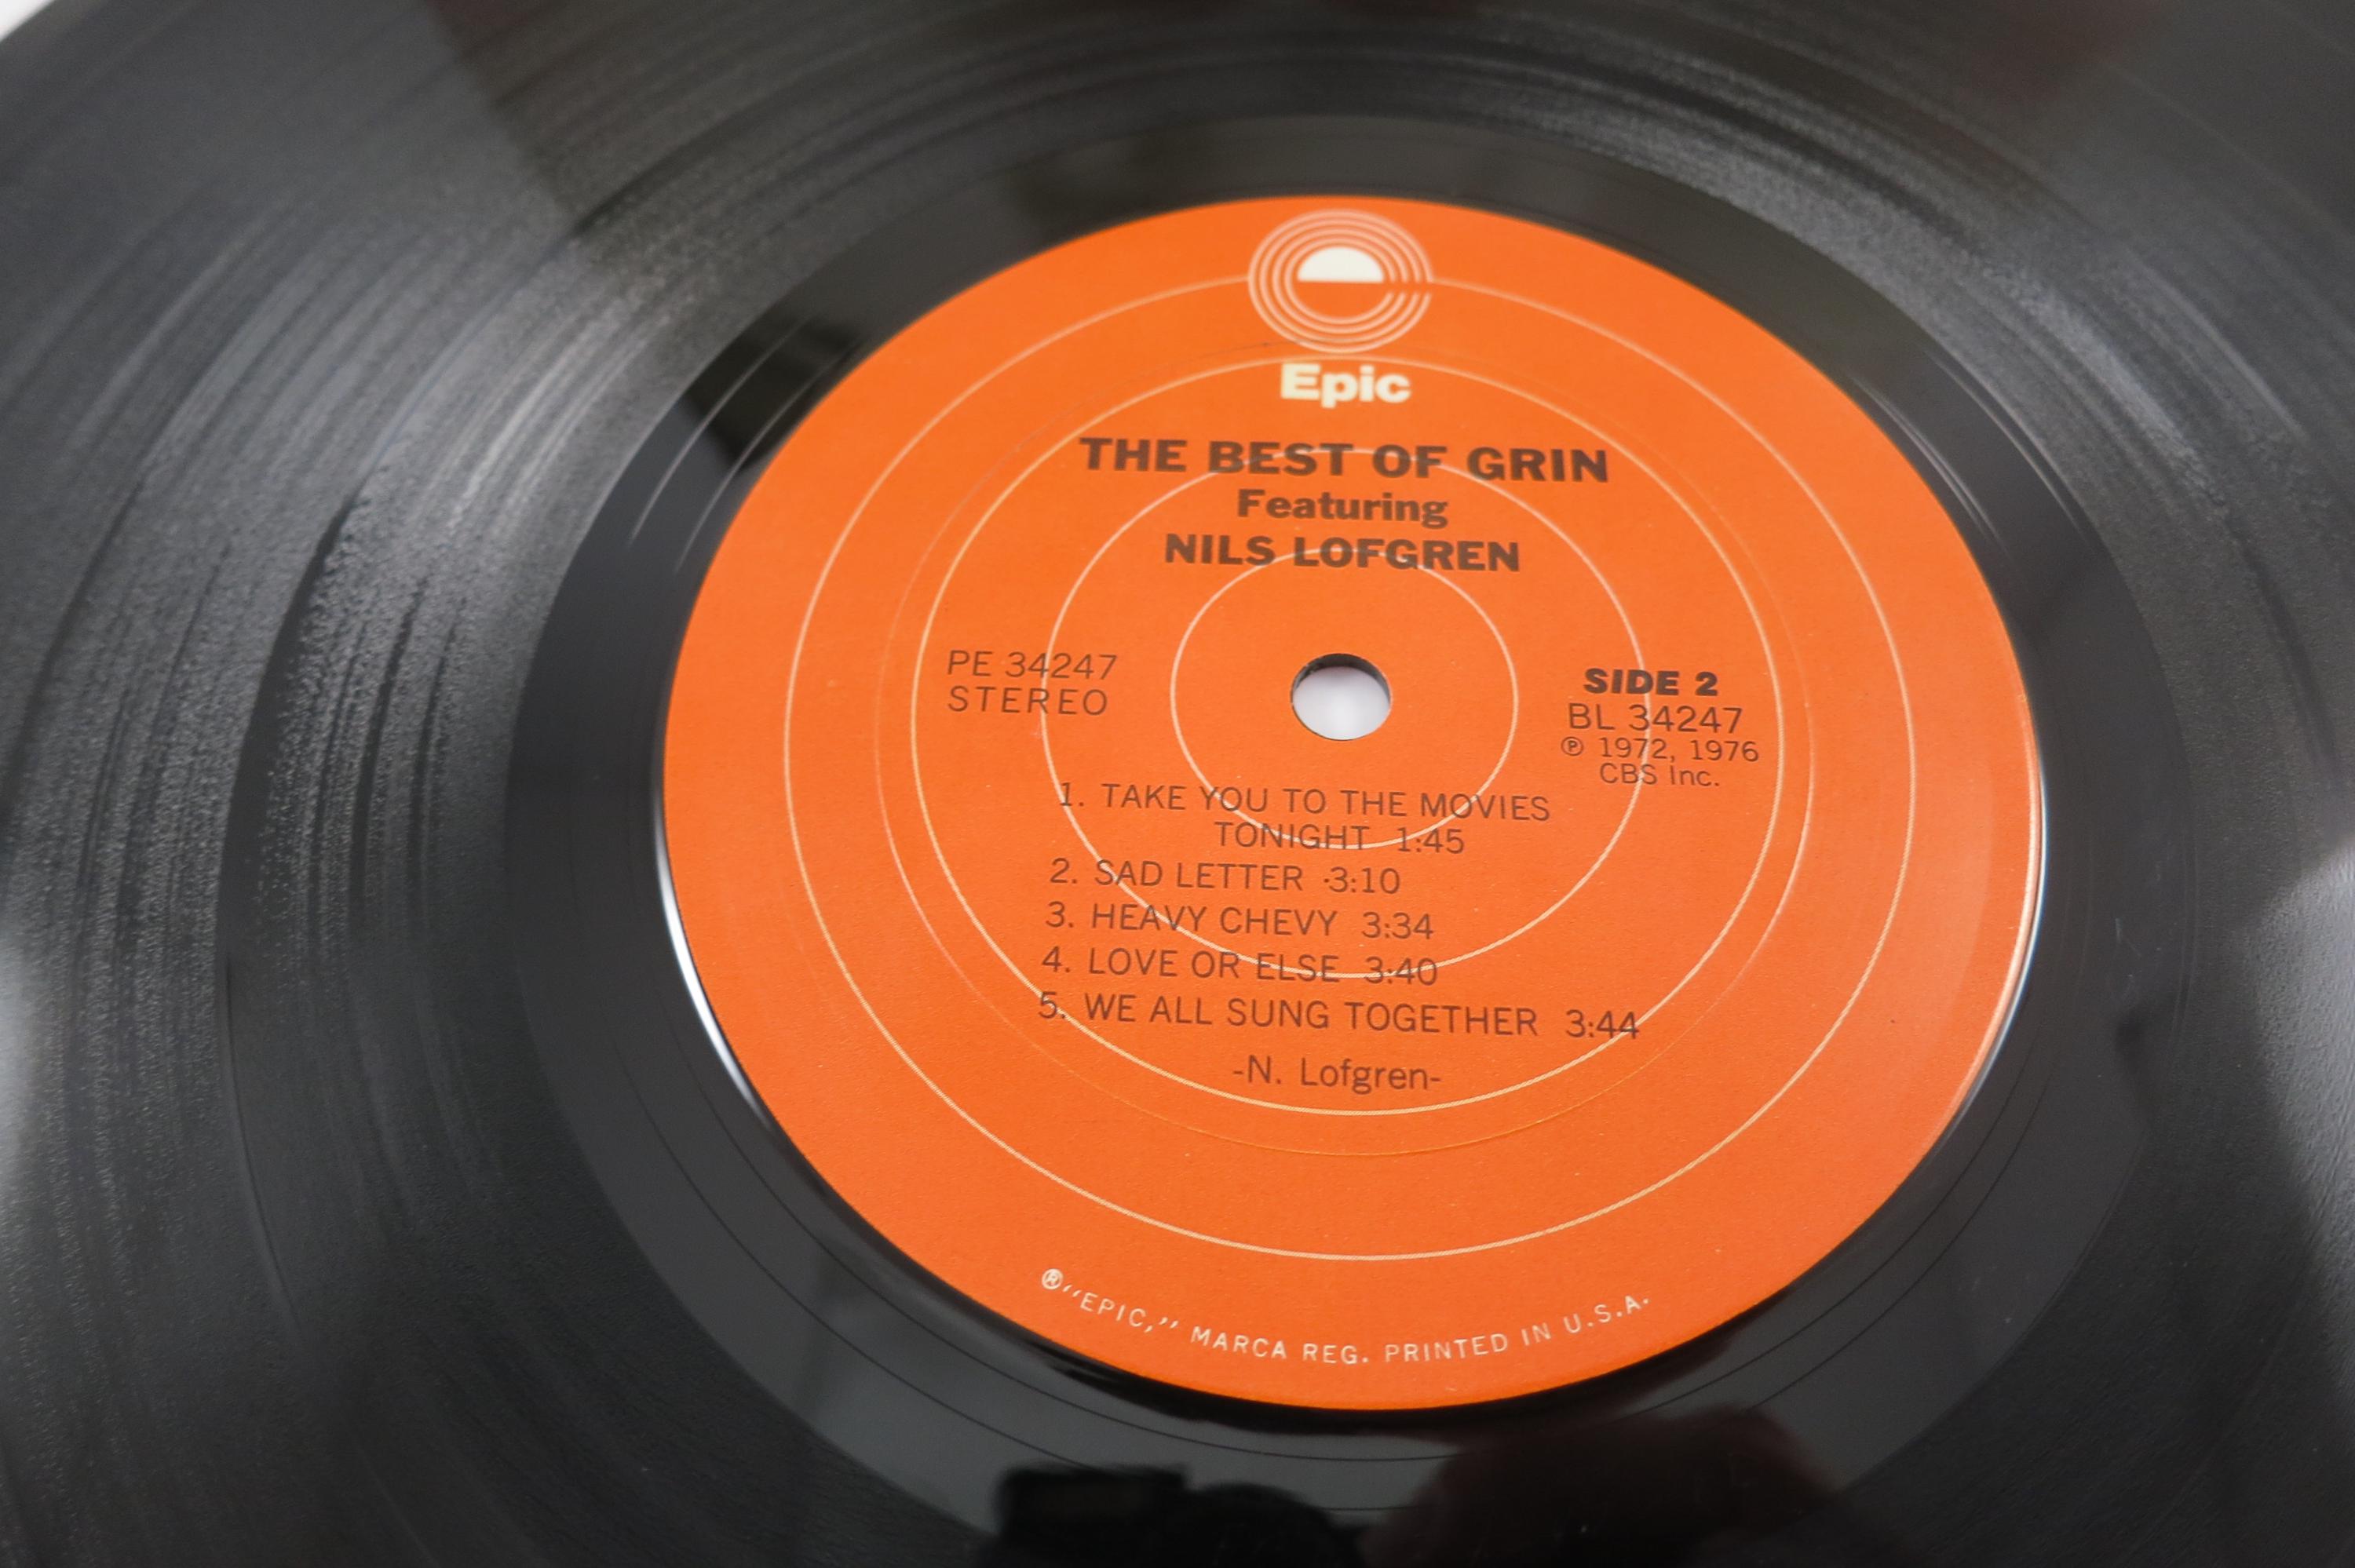 Epic
THE BEST OF GRIN
Featuring
NILS LOFGREN
PE 34247
STEREO
SIDE 2
BL 34247
℗ 1972, 1976
CBS Inc.
1. TAKE YOU TO THE MOVIES
TONIGHT 1:45
2. SAD LETTER ·3:10
3. HEAVY CHEVY 3:34
4. LOVE OR ELSE 3:40
5. WE ALL SUNG TOGETHER 3:44
-N. Lofgren-
®“EPIC,” MARCA REG. PRINTED IN U.S.A.